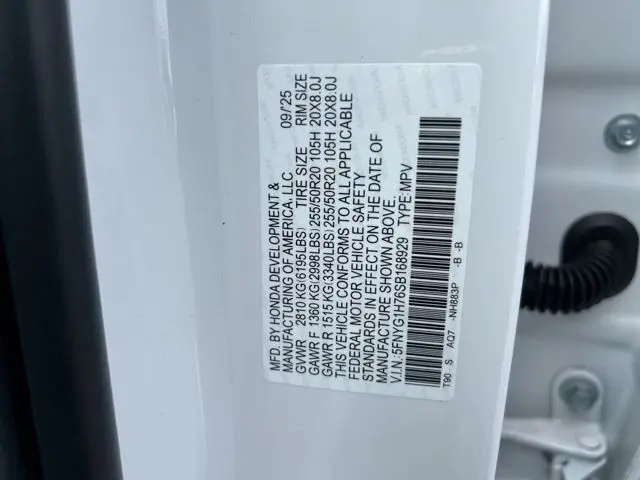 MFD. BY HONDA DEVELOPMENT &
MANUFACTURING OF AMERICA, LLC 09/'25
GVWR 2810 KG(6195LBS) TIRE SIZE RIM SIZE
GAWR F 1360 KG(2998LBS) 255/50R20 105H 20X8.0J
GAWR R 1515 KG(3340LBS) 255/50R20 105H 20X8.0J
THIS VEHICLE CONFORMS TO ALL APPLICABLE
FEDERAL MOTOR VEHICLE SAFETY
STANDARDS IN EFFECT ON THE DATE OF
MANUFACTURE SHOWN ABOVE.
V.I.N.: 5FNYG1H76SB168929 TYPE: MPV
T90 S AQ7 -NH883P -B -B